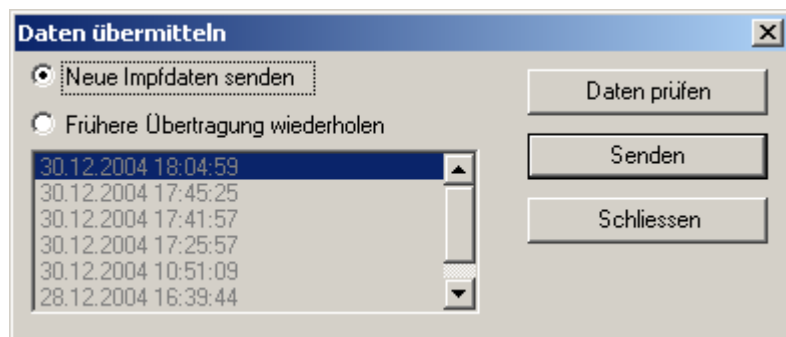 Daten übermitteln
Neue Impfdaten senden
Frühere Übertragung wiederholen
30.12.2004 18:04:59
30.12.2004 17:45:25
30.12.2004 17:41:57
30.12.2004 17:25:57
30.12.2004 10:51:09
28.12.2004 16:39:44
Daten prüfen
Senden
Schliessen